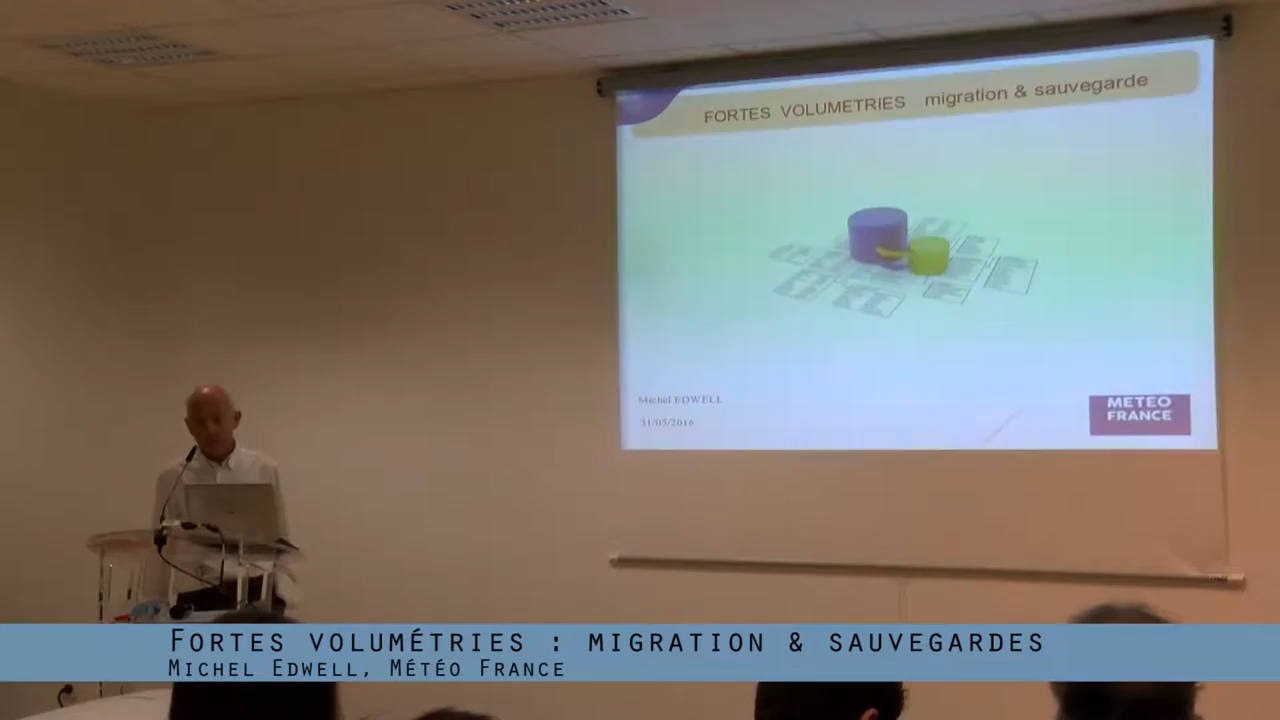 FORTES VOLUMETRIES migration & sauvegarde
Michel EDWELL
31/05/2016
METEO
FRANCE
FORTES VOLUMÉTRIES : MIGRATION & SAUVEGARDES
MICHEL EDWELL, MÉTÉO FRANCE